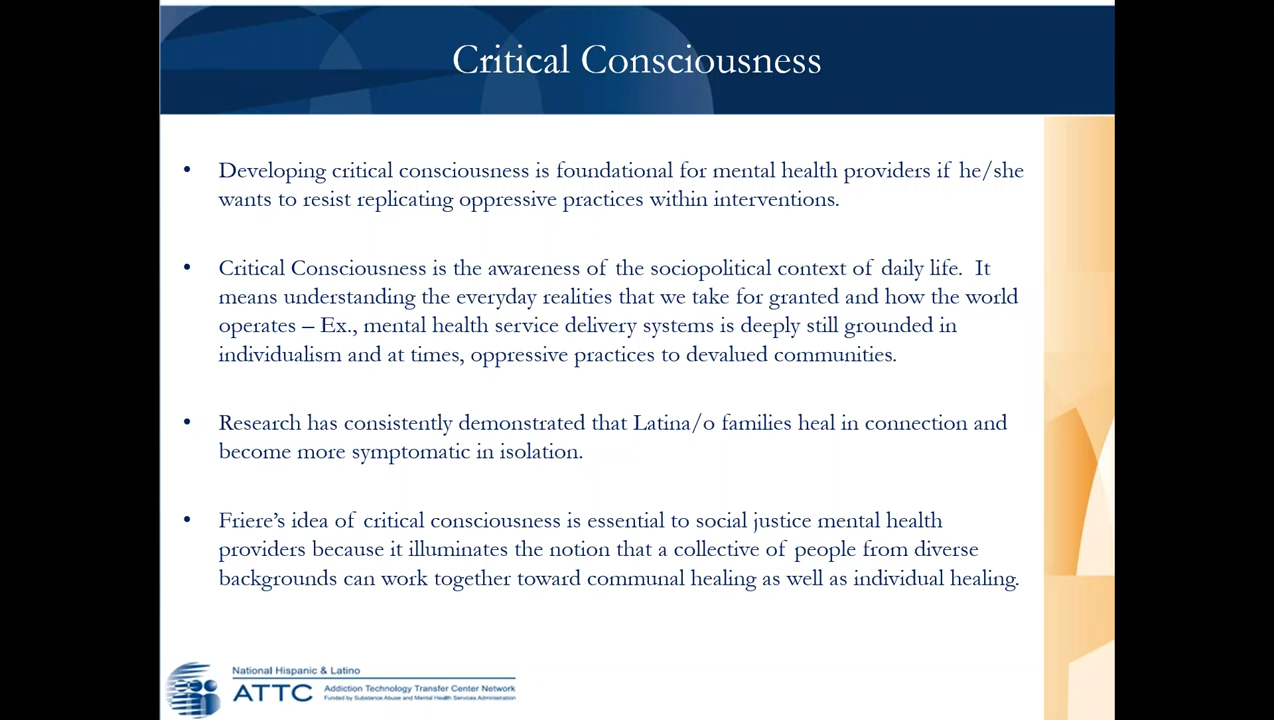 Critical Consciousness
• Developing critical consciousness is foundational for mental health providers if he/she
wants to resist replicating oppressive practices within interventions.
• Critical Consciousness is the awareness of the sociopolitical context of daily life. It
means understanding the everyday realities that we take for granted and how the world
operates – Ex., mental health service delivery systems is deeply still grounded in
individualism and at times, oppressive practices to devalued communities.
• Research has consistently demonstrated that Latina/o families heal in connection and
become more symptomatic in isolation.
• Friere's idea of critical consciousness is essential to social justice mental health
providers because it illuminates the notion that a collective of people from diverse
backgrounds can work together toward communal healing as well as individual healing.
National Hispanic & Latino
ATTC Addiction Technology Transfer Center Network
Funded by Substance Abuse and Mental Health Services Administration